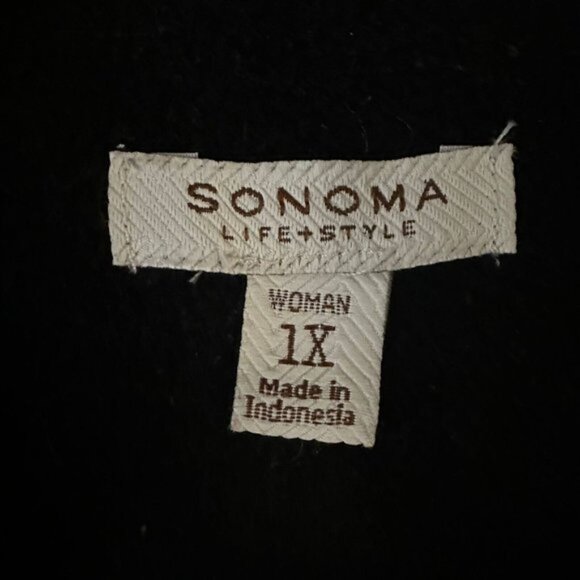 SONOMA
LIFE+STYLE
WOMAN
1X
Made in
Indonesia